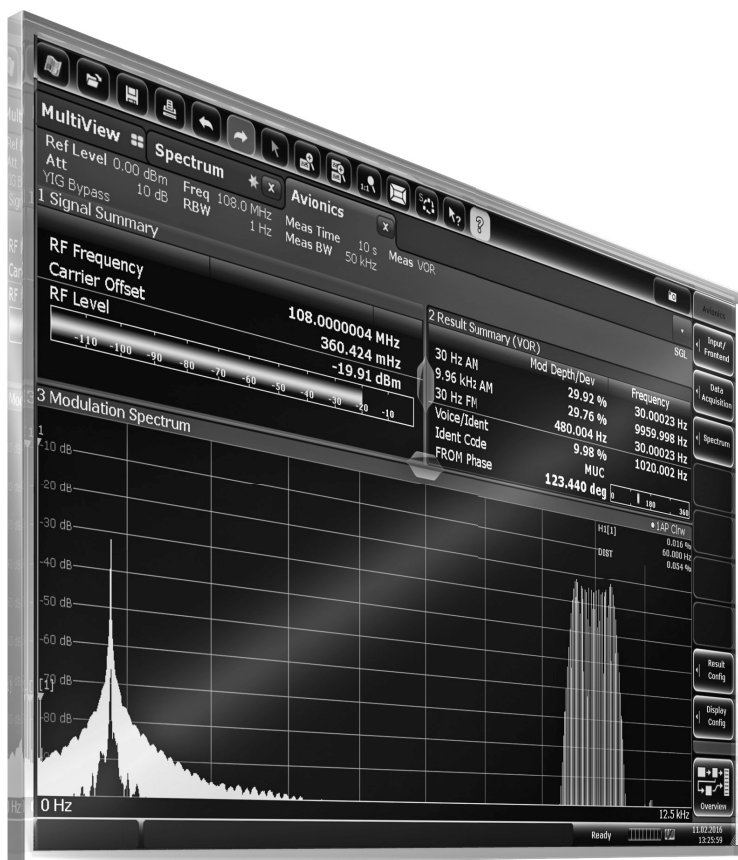 MultiView
Spectrum
X
Avionics
X
Ref Level 0.00 dBm
Freq 108.0 MHz
Meas Time 10 s
Meas VOR
Att 10 dB
RBW 1 Hz
Meas BW 50 kHz
YIG Bypass
SGL
1 Signal Summary
RF Frequency 108.0000004 MHz
Carrier Offset 360.424 mHz
RF Level -19.91 dBm
-110 -100 -90 -80 -70 -60 -50 -40 -30 -20 -10
2 Result Summary (VOR)
Mod Depth/Dev Frequency
30 Hz AM 29.92 % 30.00023 Hz
9.96 kHz AM 29.76 % 9959.998 Hz
30 Hz FM 480.004 Hz 30.00023 Hz
Voice/Ident 9.98 % 1020.002 Hz
Ident Code MUC
FROM Phase 123.440 deg 0 180 360
3 Modulation Spectrum
1AP Clrw
H1[1] 0.016 %
60.000 Hz
DIST 0.054 %
1
-10 dB
-20 dB
-30 dB
-40 dB
-50 dB
-60 dB
-70 dB
-80 dB
[1]
0 Hz
12.5 kHz
Avionics
Input/
Frontend
Data
Acquisition
Spectrum
Result
Config
Display
Config
Overview
Ready
11.02.2016
13:25:59